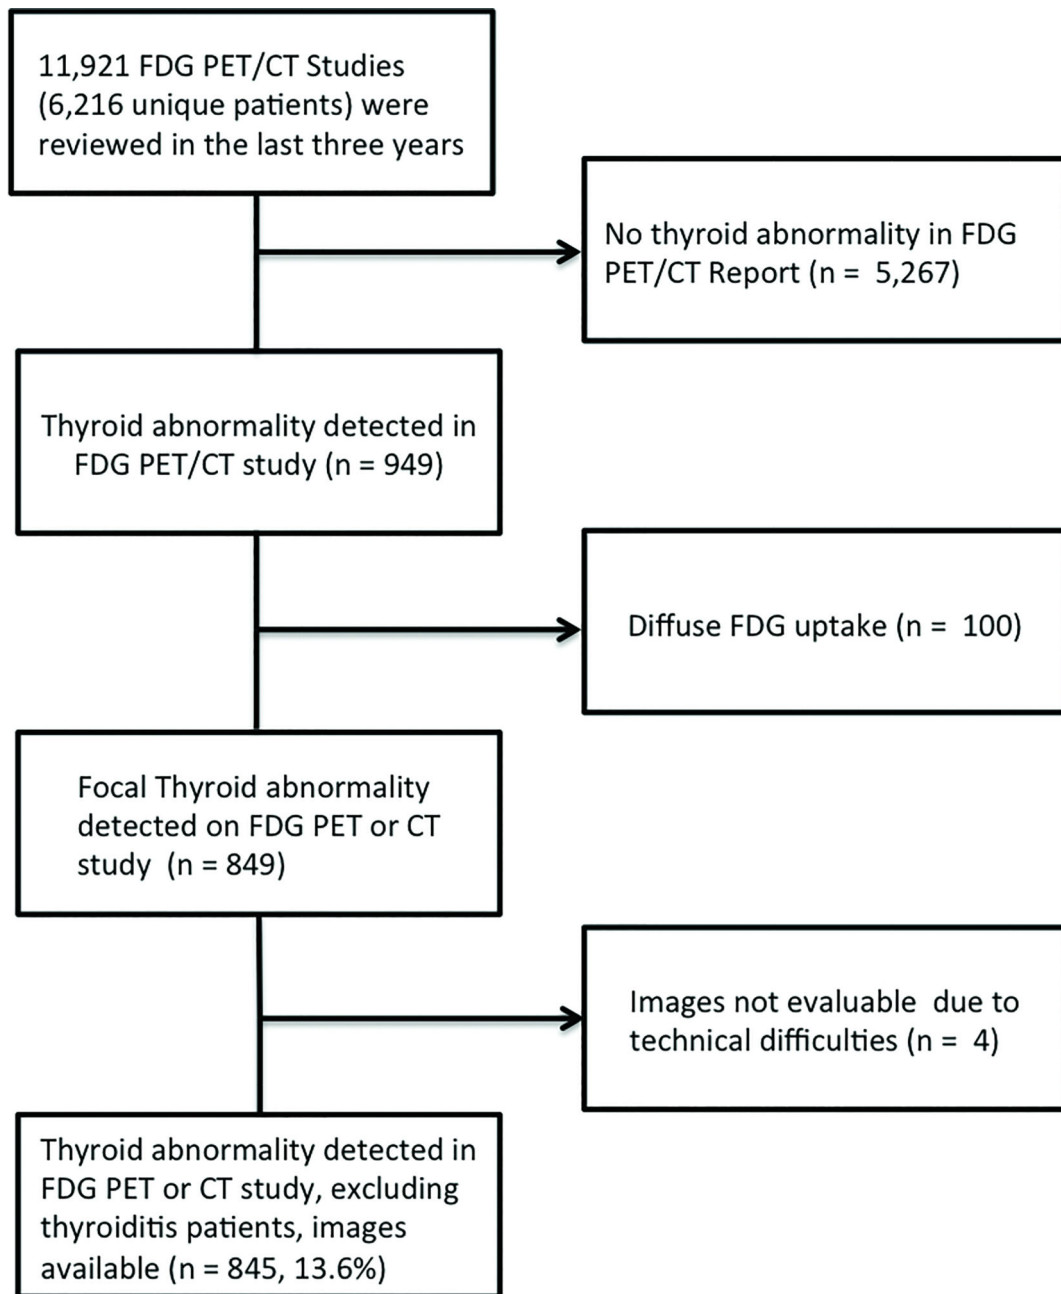 11,921 FDG PET/CT Studies
(6,216 unique patients) were
reviewed in the last three years
No thyroid abnormality in FDG
PET/CT Report (n =  5,267)
Thyroid abnormality detected in
FDG PET/CT study (n = 949)
Diffuse FDG uptake (n =  100)
Focal Thyroid abnormality
detected on FDG PET or CT
study  (n = 849)
Images not evaluable  due to
technical difficulties (n =  4)
Thyroid abnormality detected in
FDG PET or CT study, excluding
thyroiditis patients, images
available (n = 845, 13.6%)